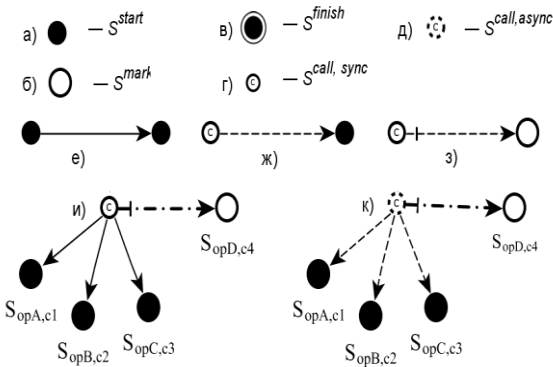 а) — S^start в) — S^finish д) c — S^call,async
б) — S^mark г) c — S^call, sync
c c
е) ж) з)
и) c к) c
S_opD,c4 S_opD,c4
S_opA,c1 S_opA,c1
S_opB,c2 S_opC,c3 S_opB,c2 S_opC,c3